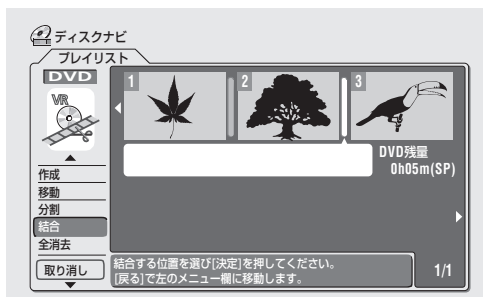 ディスクナビ
プレイリスト
DVD
VR
1
2
3
DVD残量
0h05m(SP)
作成
移動
分割
結合
全消去
取り消し
結合する位置を選び[決定]を押してください。
[戻る]で左のメニュー欄に移動します。
1/1